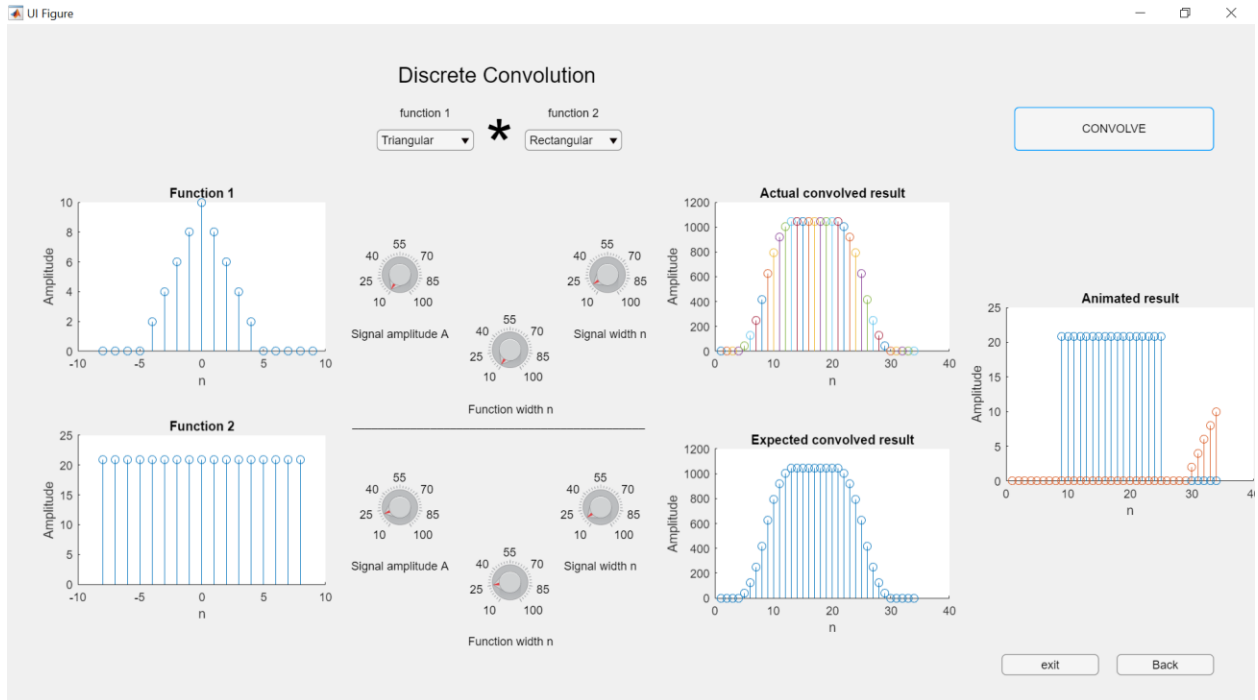 UI Figure
Discrete Convolution
function 1
function 2
Triangular
*
Rectangular
CONVOLVE
Function 1
10
8
6
4
2
0
Amplitude
-10 -5 0 5 10
n
40 55 70
25 85
10 100
Signal amplitude A
40 55 70
25 85
10 100
Signal width n
40 55 70
25 85
10 100
Function width n
Actual convolved result
1200
1000
800
600
400
200
0
Amplitude
0 10 20 30 40
n
Animated result
25
20
15
10
5
0
Amplitude
0 10 20 30 40
n
Function 2
25
20
15
10
5
0
Amplitude
-10 -5 0 5 10
n
40 55 70
25 85
10 100
Signal amplitude A
40 55 70
25 85
10 100
Signal width n
40 55 70
25 85
10 100
Function width n
Expected convolved result
1200
1000
800
600
400
200
0
Amplitude
0 10 20 30 40
n
exit
Back